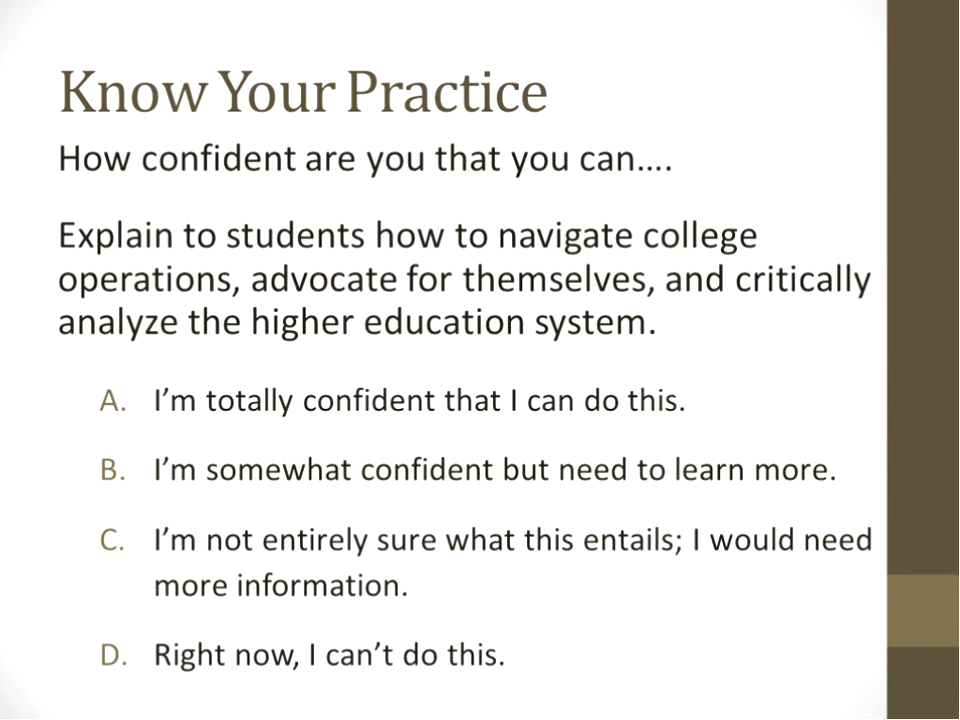 Know Your Practice
How confident are you that you can….
Explain to students how to navigate college
operations, advocate for themselves, and critically
analyze the higher education system.
A. I’m totally confident that I can do this.
B. I’m somewhat confident but need to learn more.
C. I’m not entirely sure what this entails; I would need
more information.
D. Right now, I can’t do this.